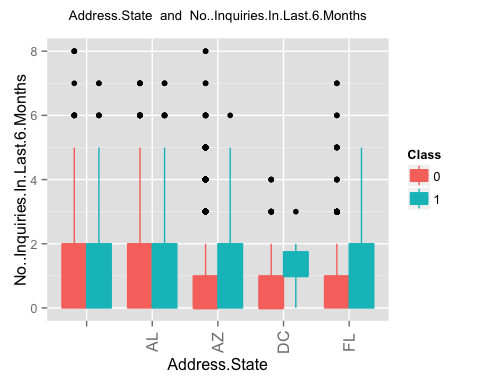 Address.State and No..Inquiries.In.Last.6.Months
8
6
4
2
0
No..Inquiries.In.Last.6.Months
AL
AZ
DC
FL
Address.State
Class
0
1